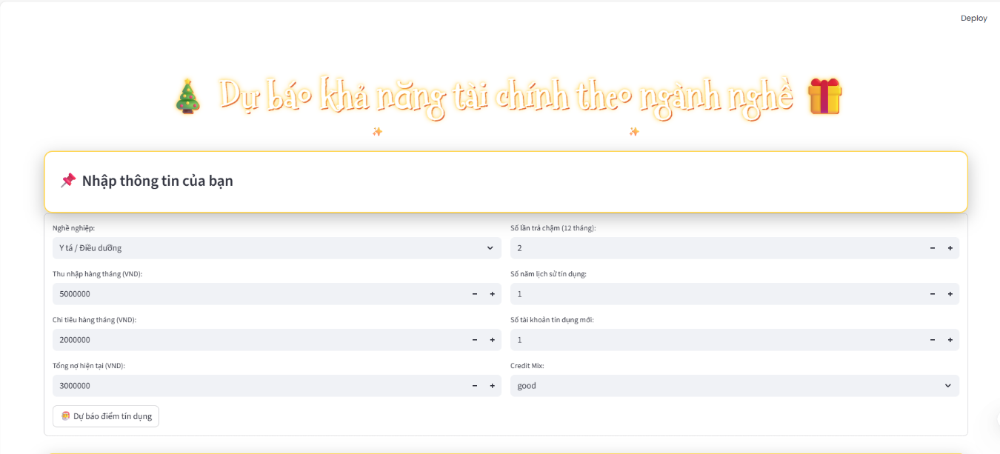 Deploy
Dự báo khả năng tài chính theo ngành nghề
Nhập thông tin của bạn
Nghề nghiệp:
Y tá / Điều dưỡng
Thu nhập hàng tháng (VND):
5000000
Chi tiêu hàng tháng (VND):
2000000
Tổng nợ hiện tại (VND):
3000000
Số lần trả chậm (12 tháng):
2
Số năm lịch sử tín dụng:
1
Số tài khoản tín dụng mới:
1
Credit Mix:
good
Dự báo điểm tín dụng